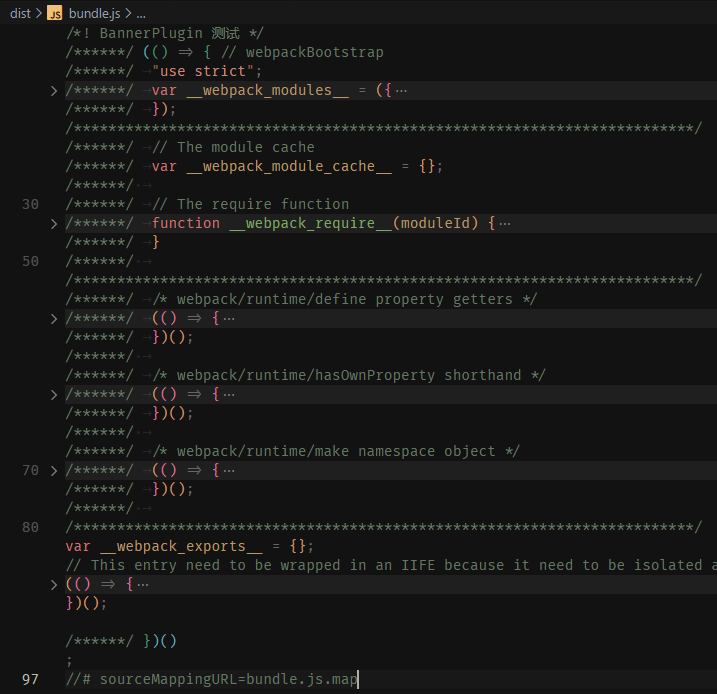 dist > JS bundle.js > ...
/*! BannerPlugin 测试 */
/******/ (() => { // webpackBootstrap
/******/ "use strict";
/******/ var __webpack_modules__ = ({…
/******/ });
/************************************************************************/
/******/ // The module cache
/******/ var __webpack_module_cache__ = {};
/******/
30 /******/ // The require function
/******/ function __webpack_require__(moduleId) {…
/******/ }
50 /******/
/************************************************************************/
/******/ /* webpack/runtime/define property getters */
/******/ (() => {…
/******/ })();
/******/
/******/ /* webpack/runtime/hasOwnProperty shorthand */
/******/ (() => {…
/******/ })();
/******/
/******/ /* webpack/runtime/make namespace object */
70 /******/ (() => {…
/******/ })();
/******/
80 /************************************************************************/
var __webpack_exports__ = {};
// This entry need to be wrapped in an IIFE because it need to be isolated a
(() => {…
})();
/******/ })()
;
97 //# sourceMappingURL=bundle.js.map